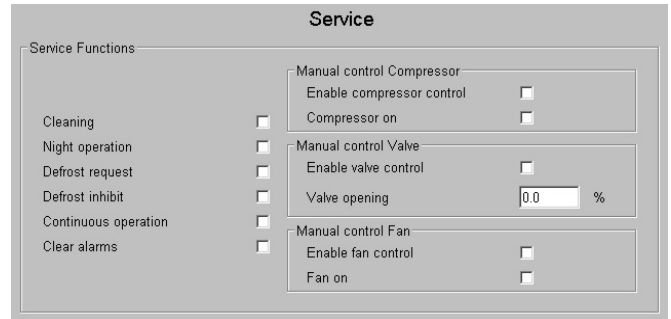 Service
Service Functions
Cleaning
Night operation
Defrost request
Defrost inhibit
Continuous operation
Clear alarms
Manual control Compressor
Enable compressor control
Compressor on
Manual control Valve
Enable valve control
Valve opening 0.0 %
Manual control Fan
Enable fan control
Fan on